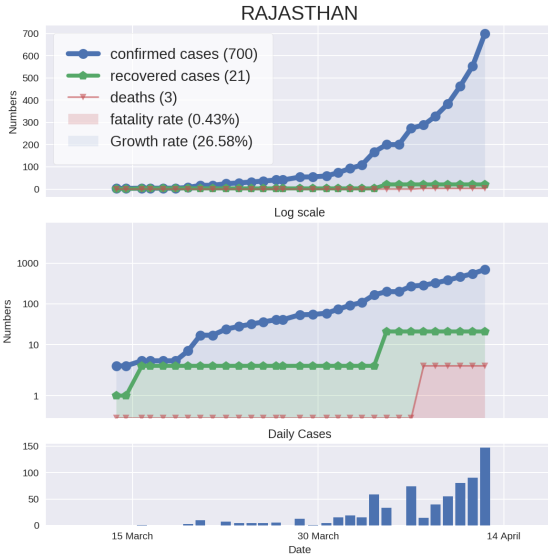 RAJASTHAN
700
600
500
400
300
200
100
0
Numbers
confirmed cases (700)
recovered cases (21)
deaths (3)
fatality rate (0.43%)
Growth rate (26.58%)
Log scale
1000
100
10
1
Numbers
Daily Cases
150
100
50
0
15 March
30 March
14 April
Date